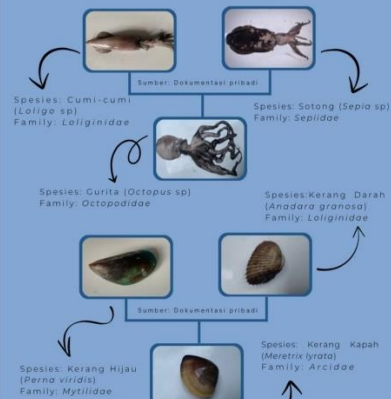 Sumber: Dokumentasi pribadi
Spesies: Cumi-cumi
(Loligo sp)
Family: Loliginidae
Spesies: Sotong (Sepia sp)
Family: Sepiidae
Spesies: Gurita (Octopus sp)
Family: Octopodidae
Spesies:Kerang Darah
(Anadara granosa)
Family: Loliginidae
Sumber: Dokumentasi pribadi
Spesies: Kerang Hijau
(Perna viridis)
Family: Mytilidae
Spesies: Kerang Kapah
(Meretrix lyrata)
Family: Arcidae